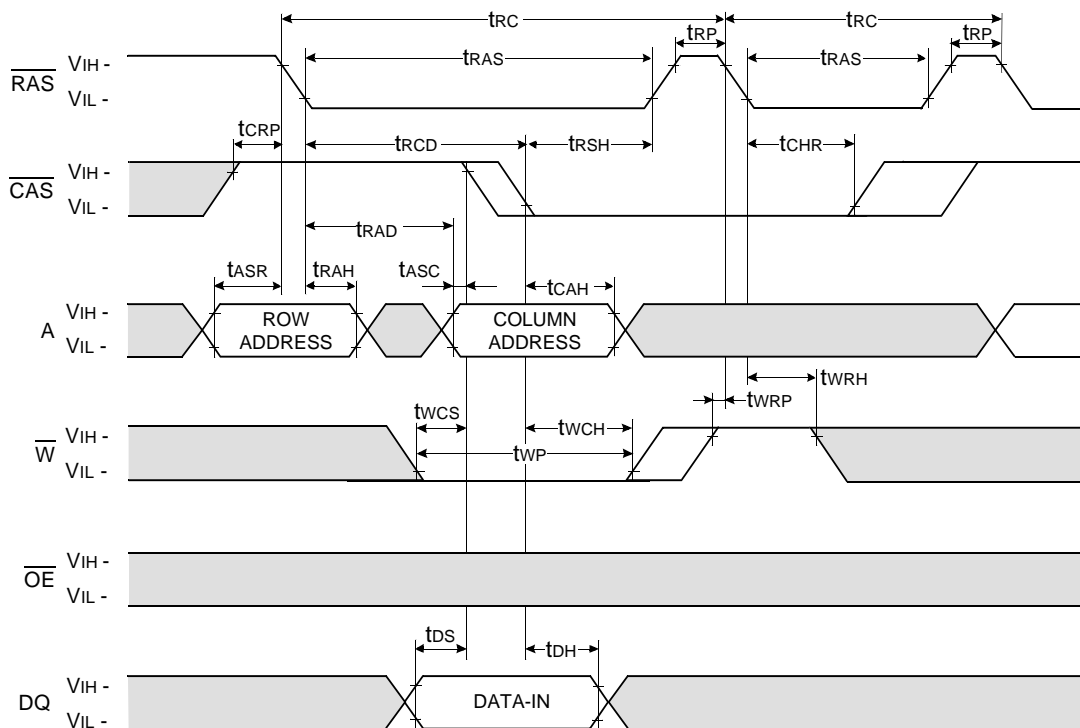 tRC tRC
tRP tRP
tRAS tRAS
RAS VIH -
VIL -
tCRP tRCD tRSH tCHR
CAS VIH -
VIL -
tRAD
tASR tRAH tASC tCAH
A VIH -
VIL -
ROW
ADDRESS
COLUMN
ADDRESS
tWRH
tWRP
tWCS tWCH
tWP
W VIH -
VIL -
OE VIH -
VIL -
tDS tDH
DQ VIH -
VIL -
DATA-IN